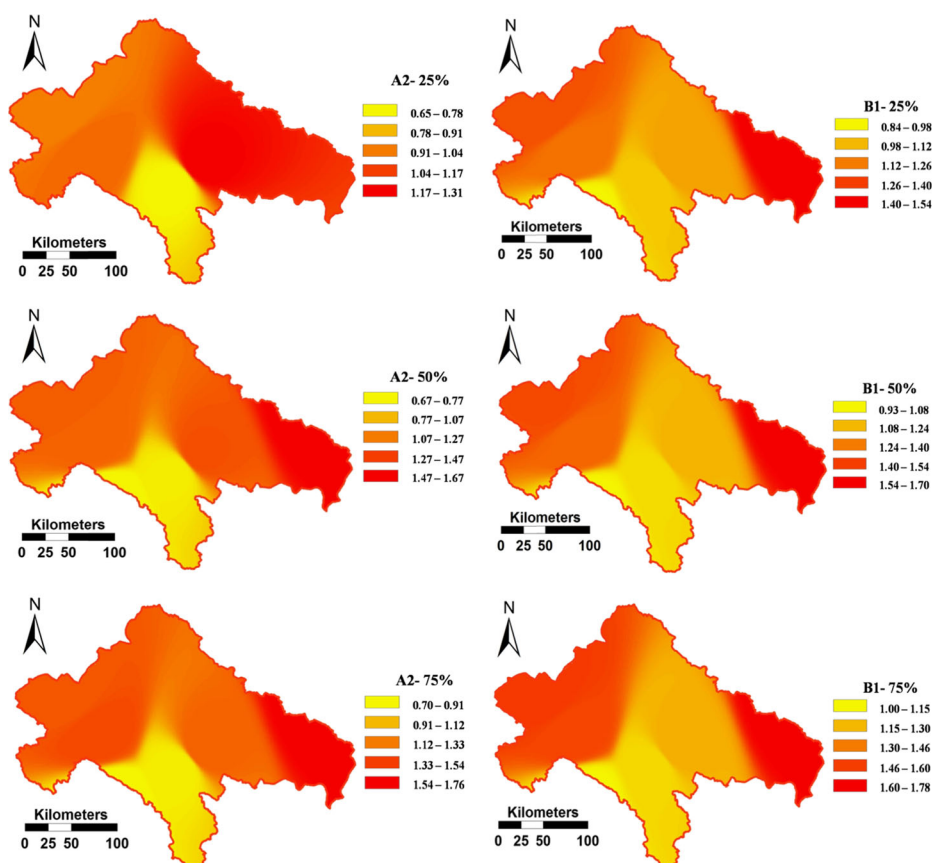 N
A2- 25%
0.65 – 0.78
0.78 – 0.91
0.91 – 1.04
1.04 – 1.17
1.17 – 1.31
Kilometers
0 25 50 100
N
B1- 25%
0.84 – 0.98
0.98 – 1.12
1.12 – 1.26
1.26 – 1.40
1.40 – 1.54
Kilometers
0 25 50 100
N
A2- 50%
0.67 – 0.77
0.77 – 1.07
1.07 – 1.27
1.27 – 1.47
1.47 – 1.67
Kilometers
0 25 50 100
N
B1- 50%
0.93 – 1.08
1.08 – 1.24
1.24 – 1.40
1.40 – 1.54
1.54 – 1.70
Kilometers
0 25 50 100
N
A2- 75%
0.70 – 0.91
0.91 – 1.12
1.12 – 1.33
1.33 – 1.54
1.54 – 1.76
Kilometers
0 25 50 100
N
B1- 75%
1.00 – 1.15
1.15 – 1.30
1.30 – 1.46
1.46 – 1.60
1.60 – 1.78
Kilometers
0 25 50 100